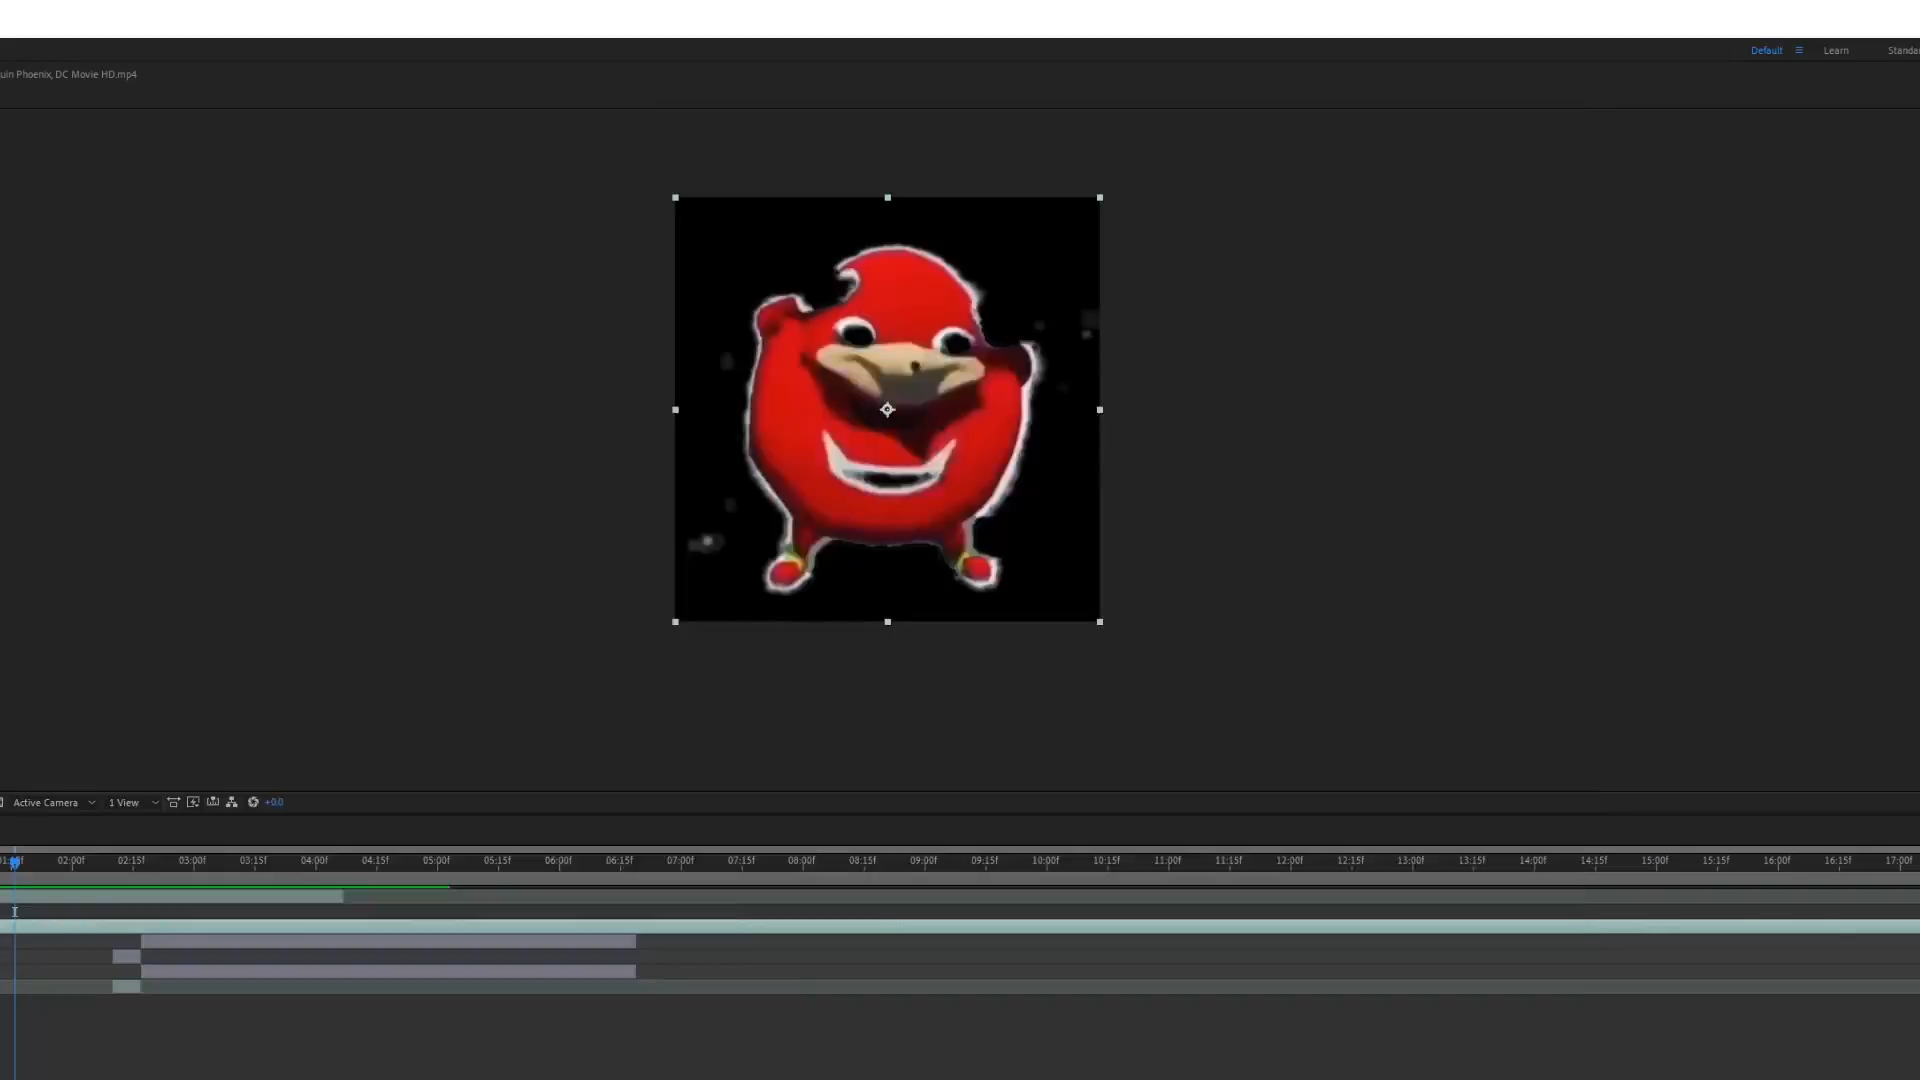 Default Learn Standar
uin Phoenix, DC Movie HD.mp4
Active Camera 1 View +0.0
02:00f 02:15f 03:00f 03:15f 04:00f 04:15f 05:00f 05:15f 06:00f 06:15f 07:00f 07:15f 08:00f 08:15f 09:00f 09:15f 10:00f 10:15f 11:00f 11:15f 12:00f 12:15f 13:00f 13:15f 14:00f 14:15f 15:00f 15:15f 16:00f 16:15f 17:00f